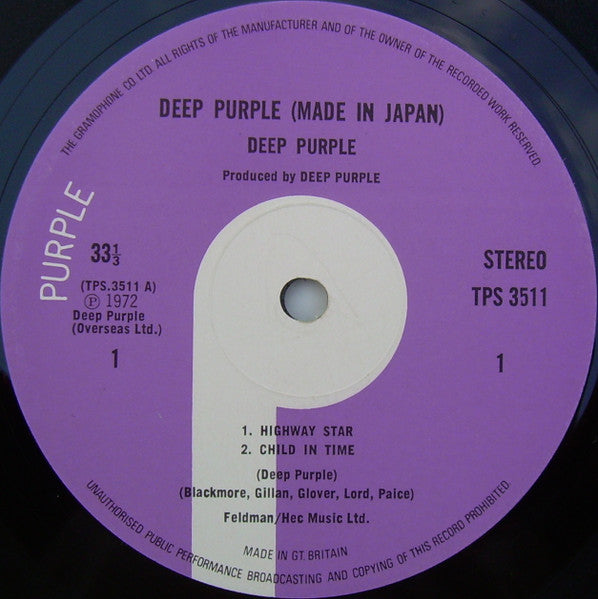 THE GRAMOPHONE CO LTD ALL RIGHTS OF THE MANUFACTURER AND OF THE OWNER OF THE RECORDED WORK RESERVED.
DEEP PURPLE (MADE IN JAPAN)
DEEP PURPLE
Produced by DEEP PURPLE
PURPLE
33⅓
STEREO
(TPS.3511 A)
TPS 3511
Ⓟ 1972
Deep Purple
(Overseas Ltd.)
1
1
1. HIGHWAY STAR
2. CHILD IN TIME
(Deep Purple)
(Blackmore, Gillan, Glover, Lord, Paice)
Feldman/Hec Music Ltd.
MADE IN GT. BRITAIN
UNAUTHORISED PUBLIC PERFORMANCE BROADCASTING AND COPYING OF THIS RECORD PROHIBITED.